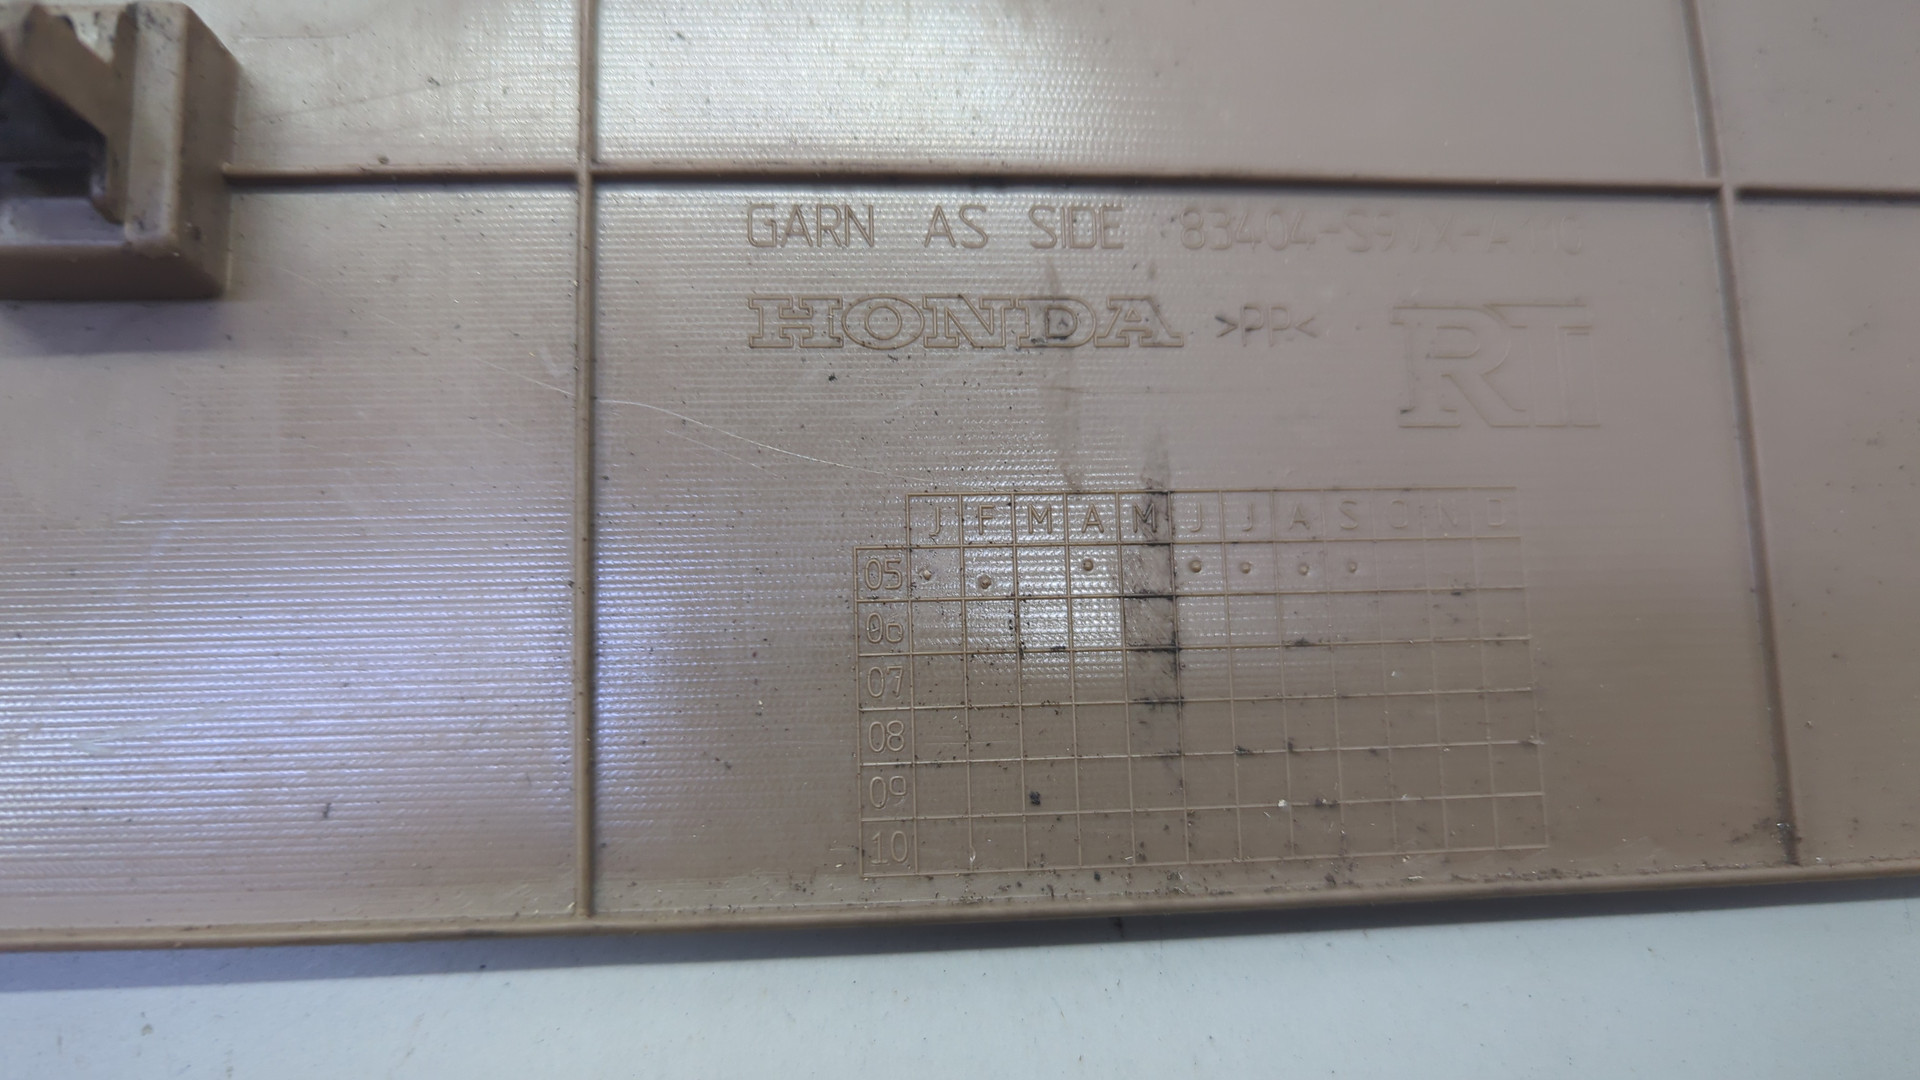 GARN AS SIDE
HONDA >PP< RT
J F M A M J J A S O N D
05
06
07
08
09
10